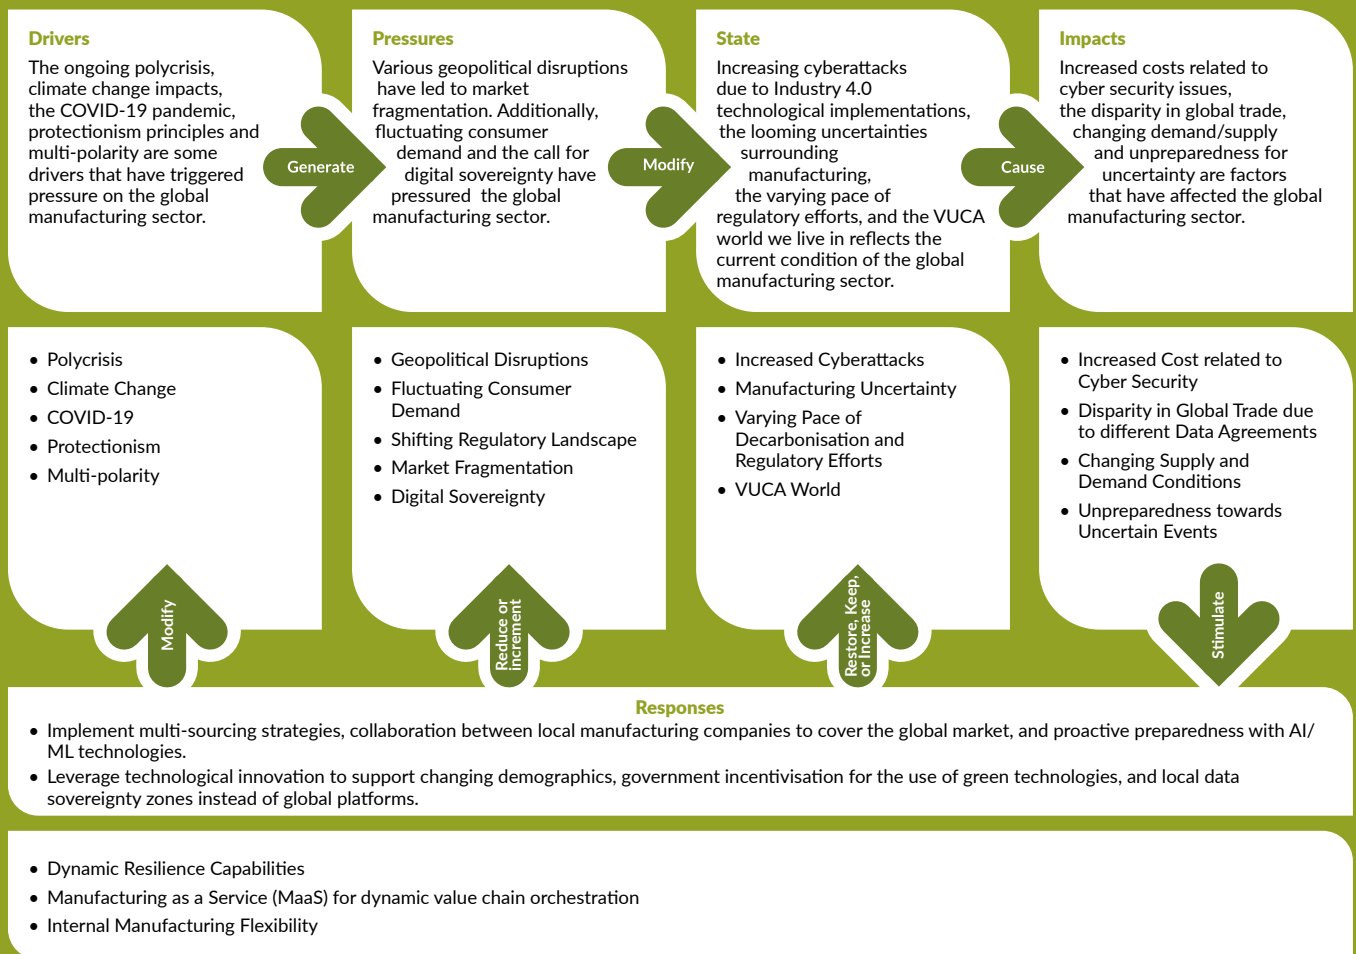 Drivers
The ongoing polycrisis,
climate change impacts,
the COVID-19 pandemic,
protectionism principles and
multi-polarity are some
drivers that have triggered
pressure on the global
manufacturing sector.
Generate
Pressures
Various geopolitical disruptions
have led to market
fragmentation. Additionally,
fluctuating consumer
demand and the call for
digital sovereignty have
pressured the global
manufacturing sector.
Modify
State
Increasing cyberattacks
due to Industry 4.0
technological implementations,
the looming uncertainties
surrounding
manufacturing,
the varying pace of
regulatory efforts, and the VUCA
world we live in reflects the
current condition of the global
manufacturing sector.
Cause
Impacts
Increased costs related to
cyber security issues,
the disparity in global trade,
changing demand/supply
and unpreparedness for
uncertainty are factors
that have affected the global
manufacturing sector.
• Polycrisis
• Climate Change
• COVID-19
• Protectionism
• Multi-polarity
Modify
• Geopolitical Disruptions
• Fluctuating Consumer
Demand
• Shifting Regulatory Landscape
• Market Fragmentation
• Digital Sovereignty
Reduce or
increment
• Increased Cyberattacks
• Manufacturing Uncertainty
• Varying Pace of
Decarbonisation and
Regulatory Efforts
• VUCA World
Restore, Keep,
or Increase
• Increased Cost related to
Cyber Security
• Disparity in Global Trade due
to different Data Agreements
• Changing Supply and
Demand Conditions
• Unpreparedness towards
Uncertain Events
Stimulate
Responses
• Implement multi-sourcing strategies, collaboration between local manufacturing companies to cover the global market, and proactive preparedness with AI/
ML technologies.
• Leverage technological innovation to support changing demographics, government incentivisation for the use of green technologies, and local data
sovereignty zones instead of global platforms.
• Dynamic Resilience Capabilities
• Manufacturing as a Service (MaaS) for dynamic value chain orchestration
• Internal Manufacturing Flexibility